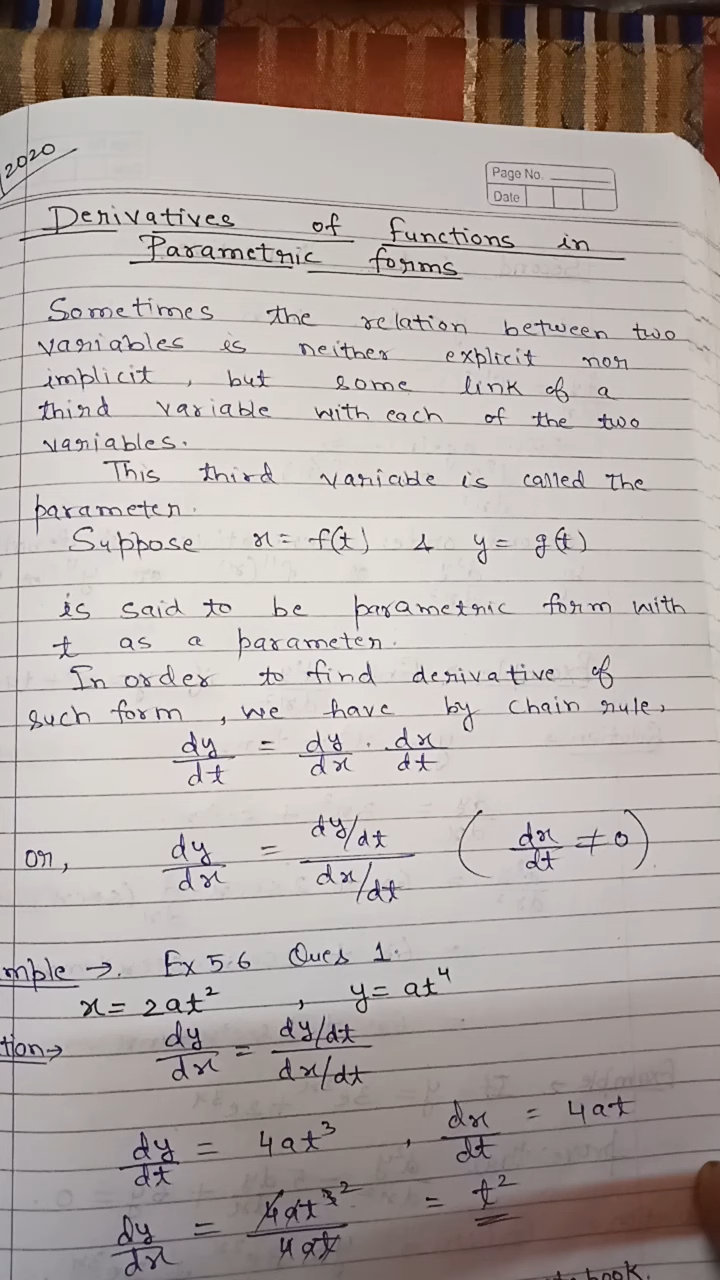 2020
Page No.
Date
Derivatives of functions in
Parametric forms
Sometimes the relation between two
variables is neither explicit nor
implicit, but some link of a
third variable with each of the two
variables.
This third variable is called the
parameter.
Suppose x = f(t) & y = g(t)
is said to be parametric form with
t as a parameter.
In order to find derivative of
such form, we have by chain rule,
dy/dt = dy/dx . dx/dt
or, dy/dx = (dy/dt)/(dx/dt) (dx/dt ≠ 0)
mple → . Ex 5.6 Ques 1.
x = 2at², y = at⁴
tion → dy/dx = (dy/dt)/(dx/dt)
dy/dt = 4at³, dx/dt = 4at
dy/dx = 4at³ ²/4at = t²
book.